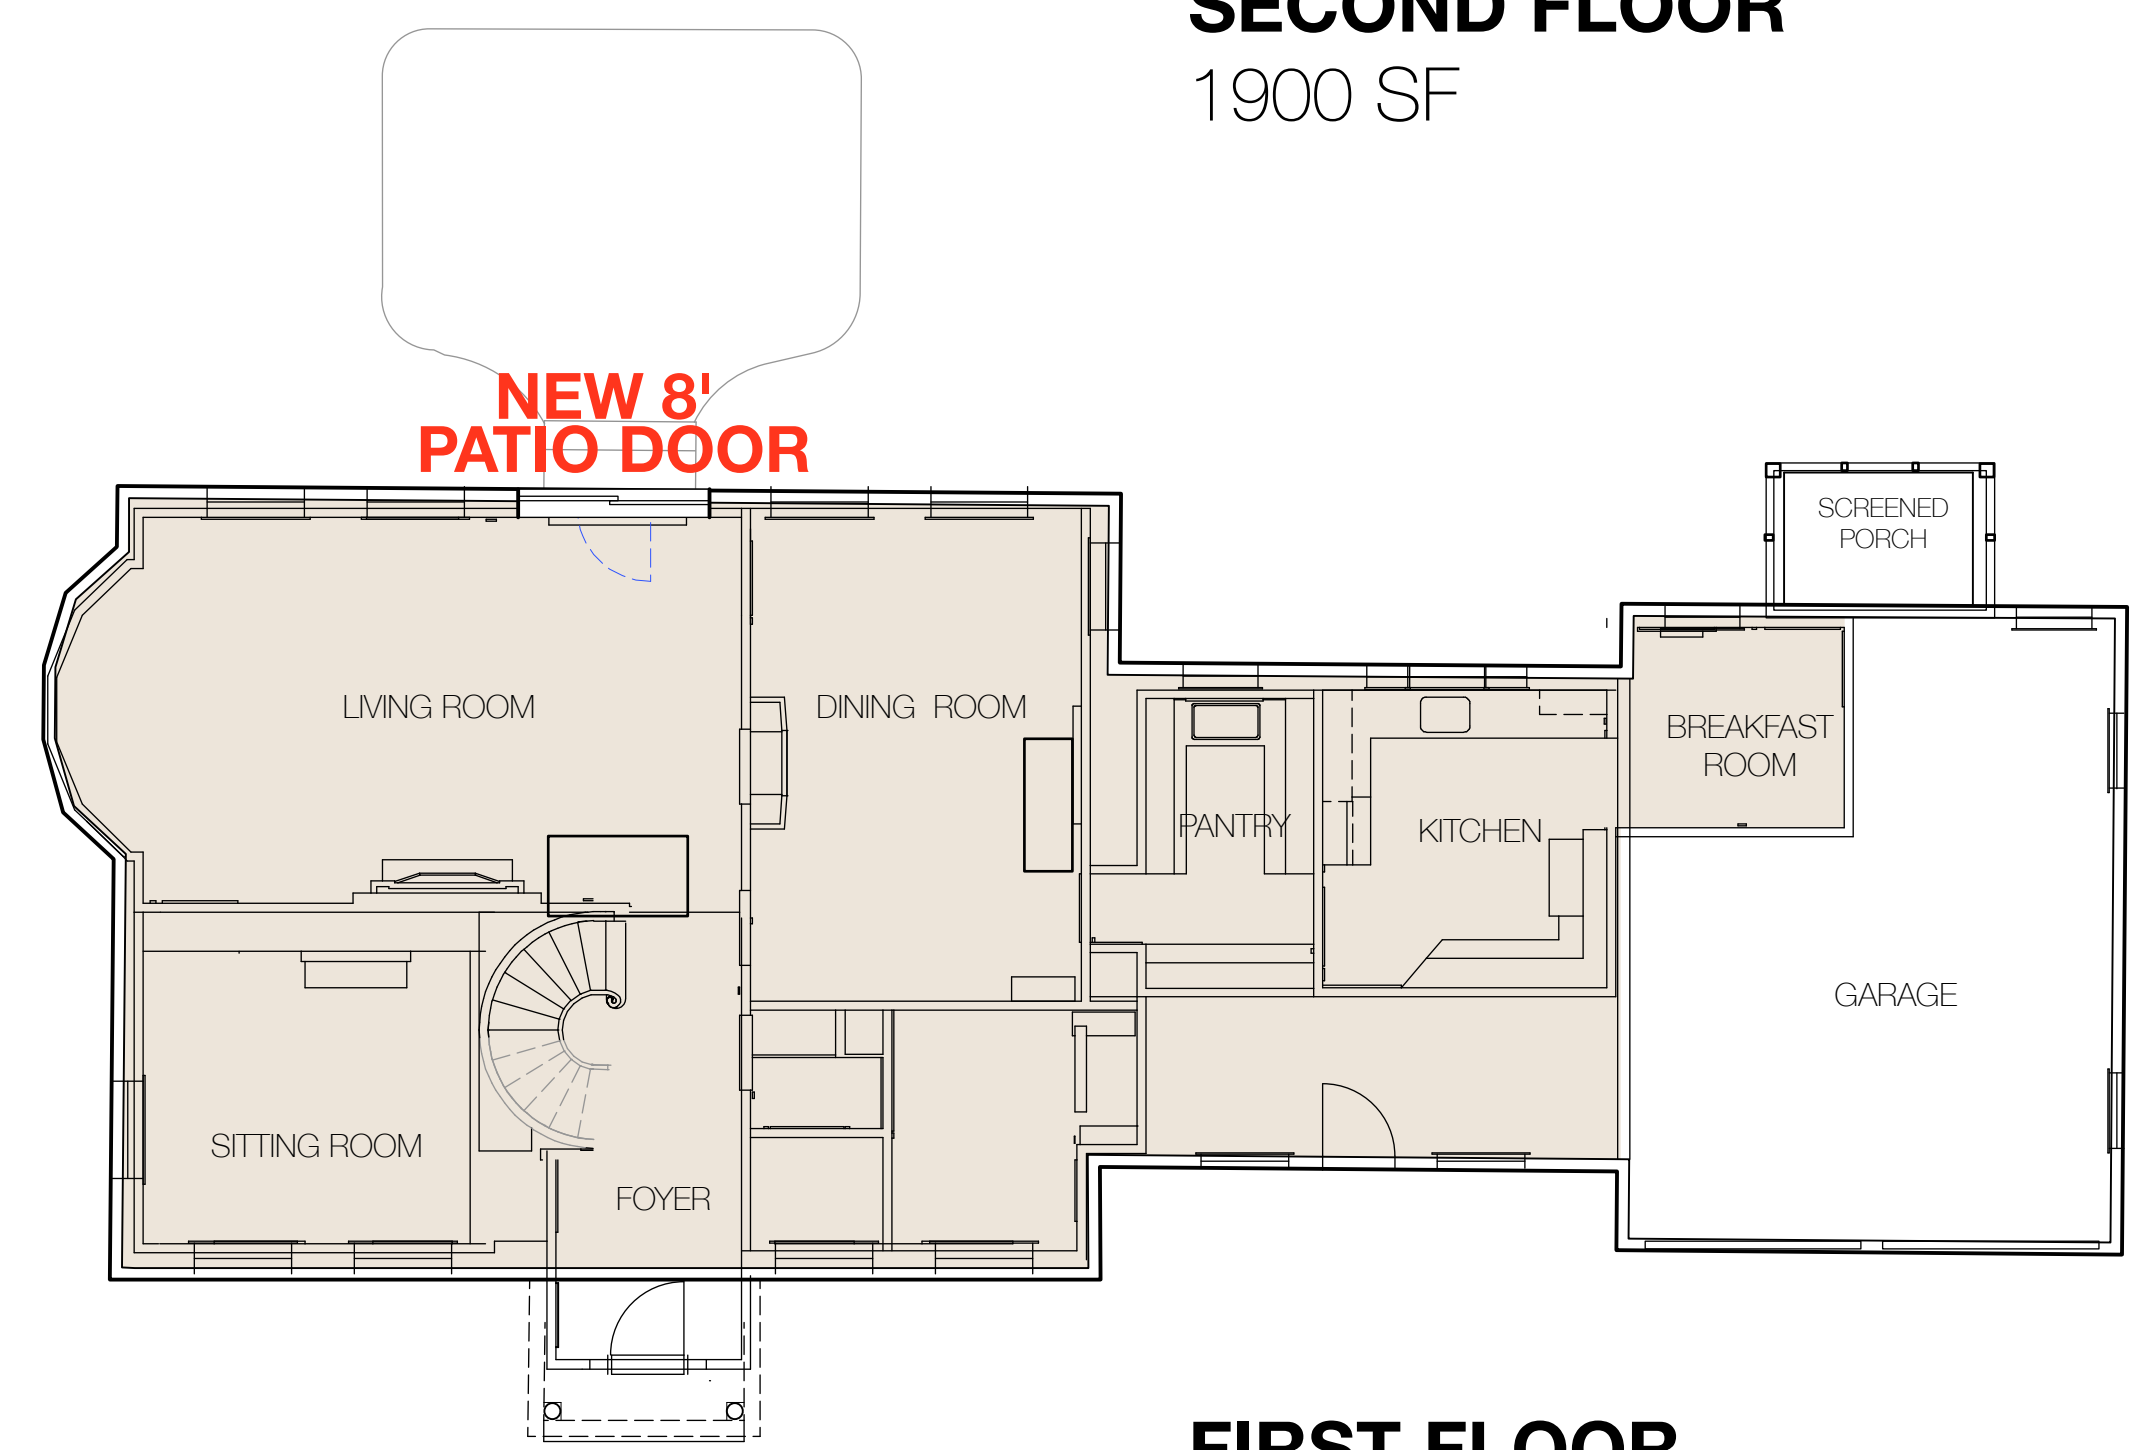 SECOND FLOOR
1900 SF
NEW 8'
PATIO DOOR
SCREENED
PORCH
LIVING ROOM
DINING ROOM
BREAKFAST
ROOM
PANTRY
KITCHEN
GARAGE
SITTING ROOM
FOYER
FIRST FLOOR